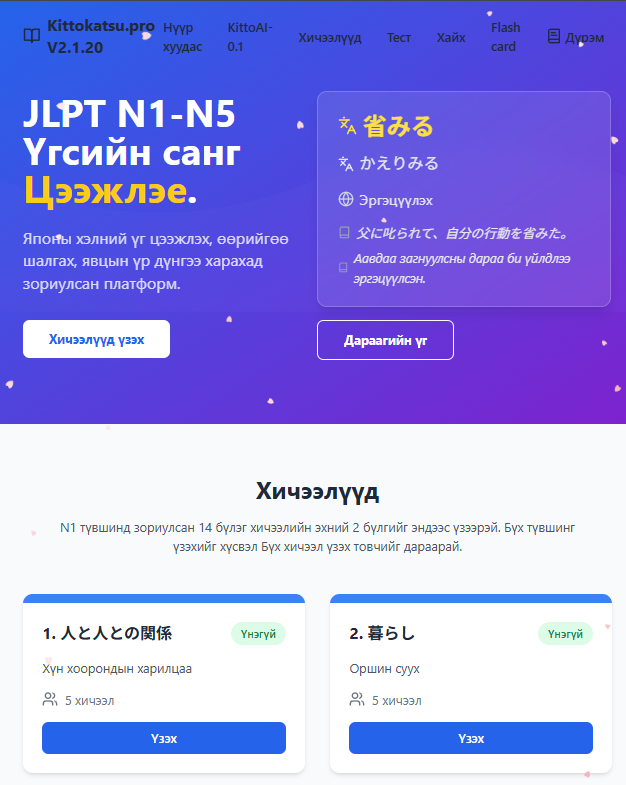 Kittokatsu.pro
V2.1.20
Нүүр
хуудас
KittoAI-
0.1
Хичээлүүд
Тест
Хайх
Flash
card
Дүрэм
JLPT N1-N5
Үгсийн санг
Цээжлэе.
Японы хэлний үг цээжлэх, өөрийгөө
шалгах, явцын үр дүнгээ харахад
зориулсан платформ.
Хичээлүүд үзэх
省みる
かえりみる
Эргэцүүлэх
父に叱られて、自分の行動を省みた。
Аавдаа загнуулсны дараа би үйлдлээ
эргэцүүлсэн.
Дараагийн үг
Хичээлүүд
N1 түвшинд зориулсан 14 бүлэг хичээлийн эхний 2 бүлгийг эндээс үзээрэй. Бүх түвшинг
үзэхийг хүсвэл Бүх хичээл үзэх товчийг дараарай.
1. 人と人との関係
Үнэгүй
Хүн хоорондын харилцаа
5 хичээл
Үзэх
2. 暮らし
Үнэгүй
Оршин суух
5 хичээл
Үзэх